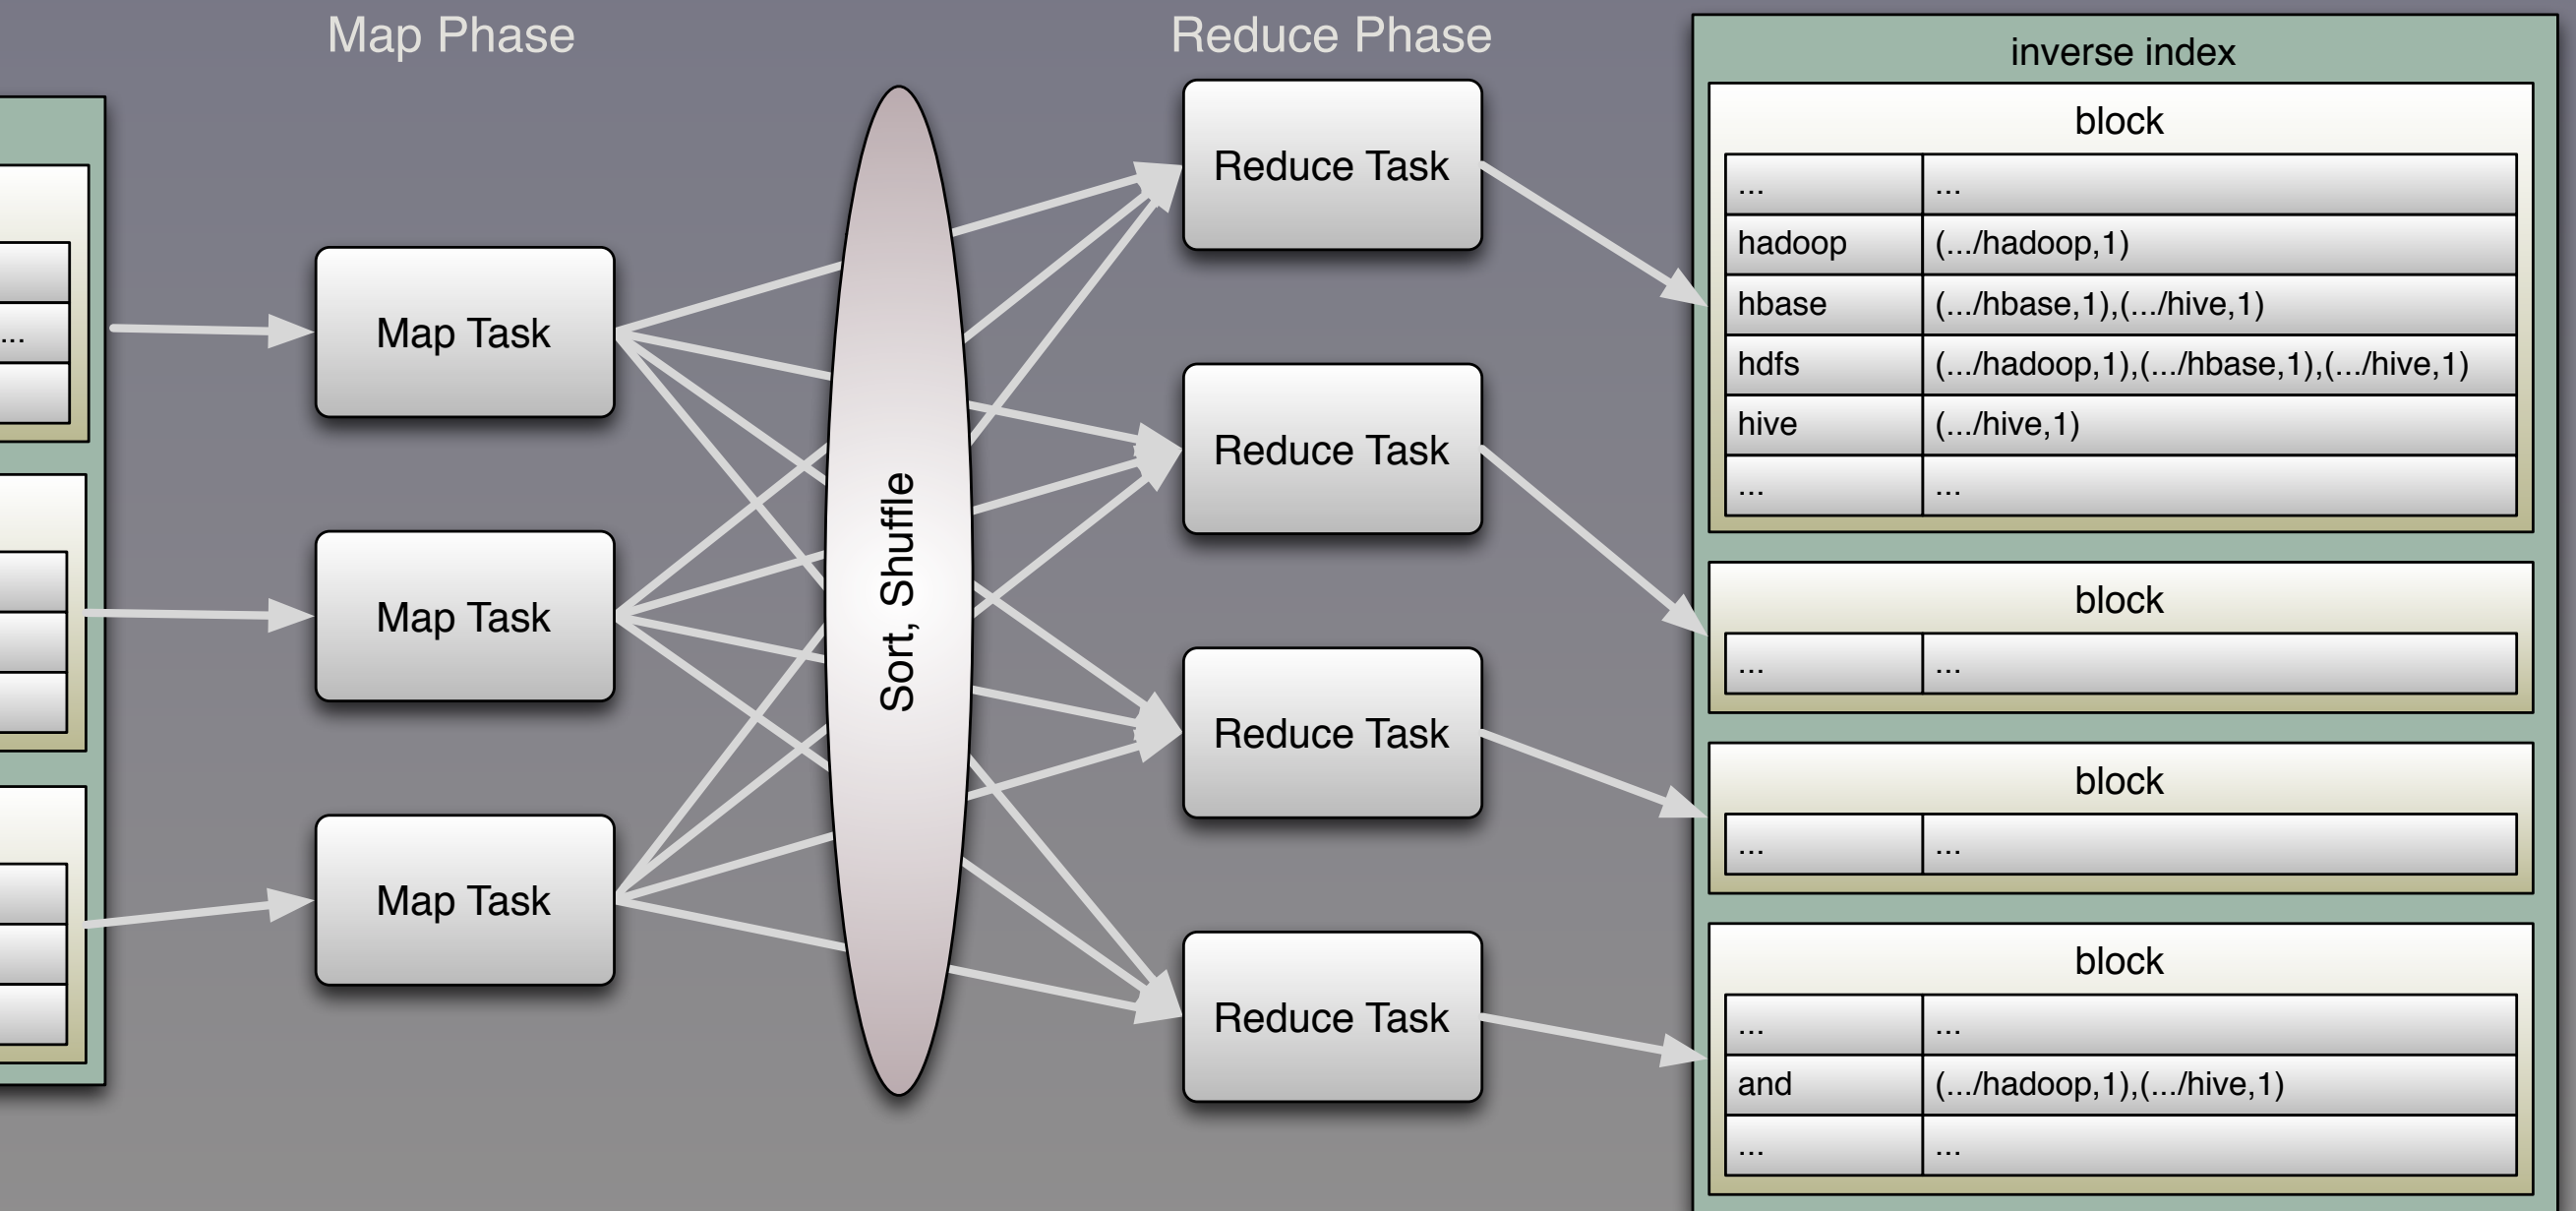 Map Phase
Reduce Phase
...
Map Task
Map Task
Map Task
Sort, Shuffle
Reduce Task
Reduce Task
Reduce Task
Reduce Task
inverse index
block
... ...
hadoop (.../hadoop,1)
hbase (.../hbase,1),(.../hive,1)
hdfs (.../hadoop,1),(.../hbase,1),(.../hive,1)
hive (.../hive,1)
... ...
block
... ...
block
... ...
block
... ...
and (.../hadoop,1),(.../hive,1)
... ...